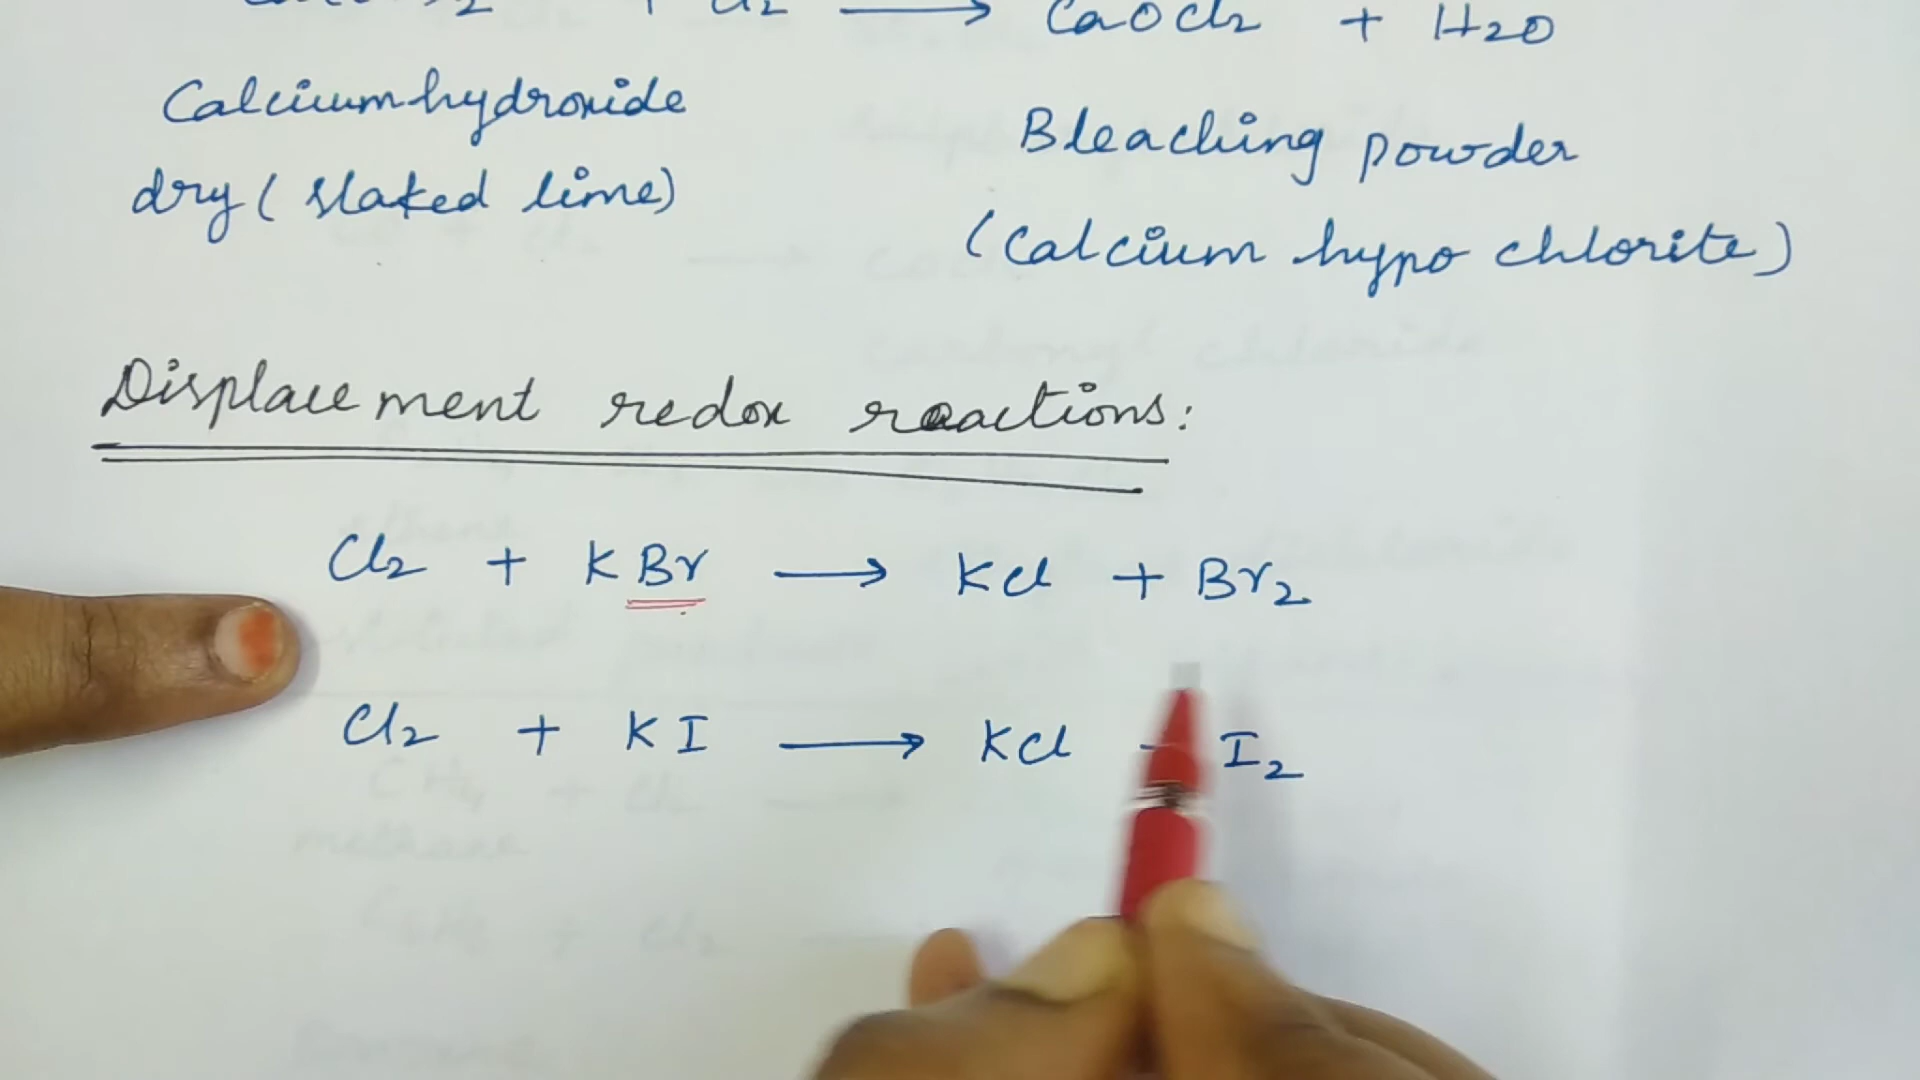 + Cl2 ⟶ CaOCl2 + H2O
Calcium hydroxide
dry ( slaked lime)
Bleaching powder
(Calcium hypo chlorite)
Displacement redox reactions:
Cl2 + KBr ⟶ KCl + Br2
Cl2 + KI ⟶ KCl + I2